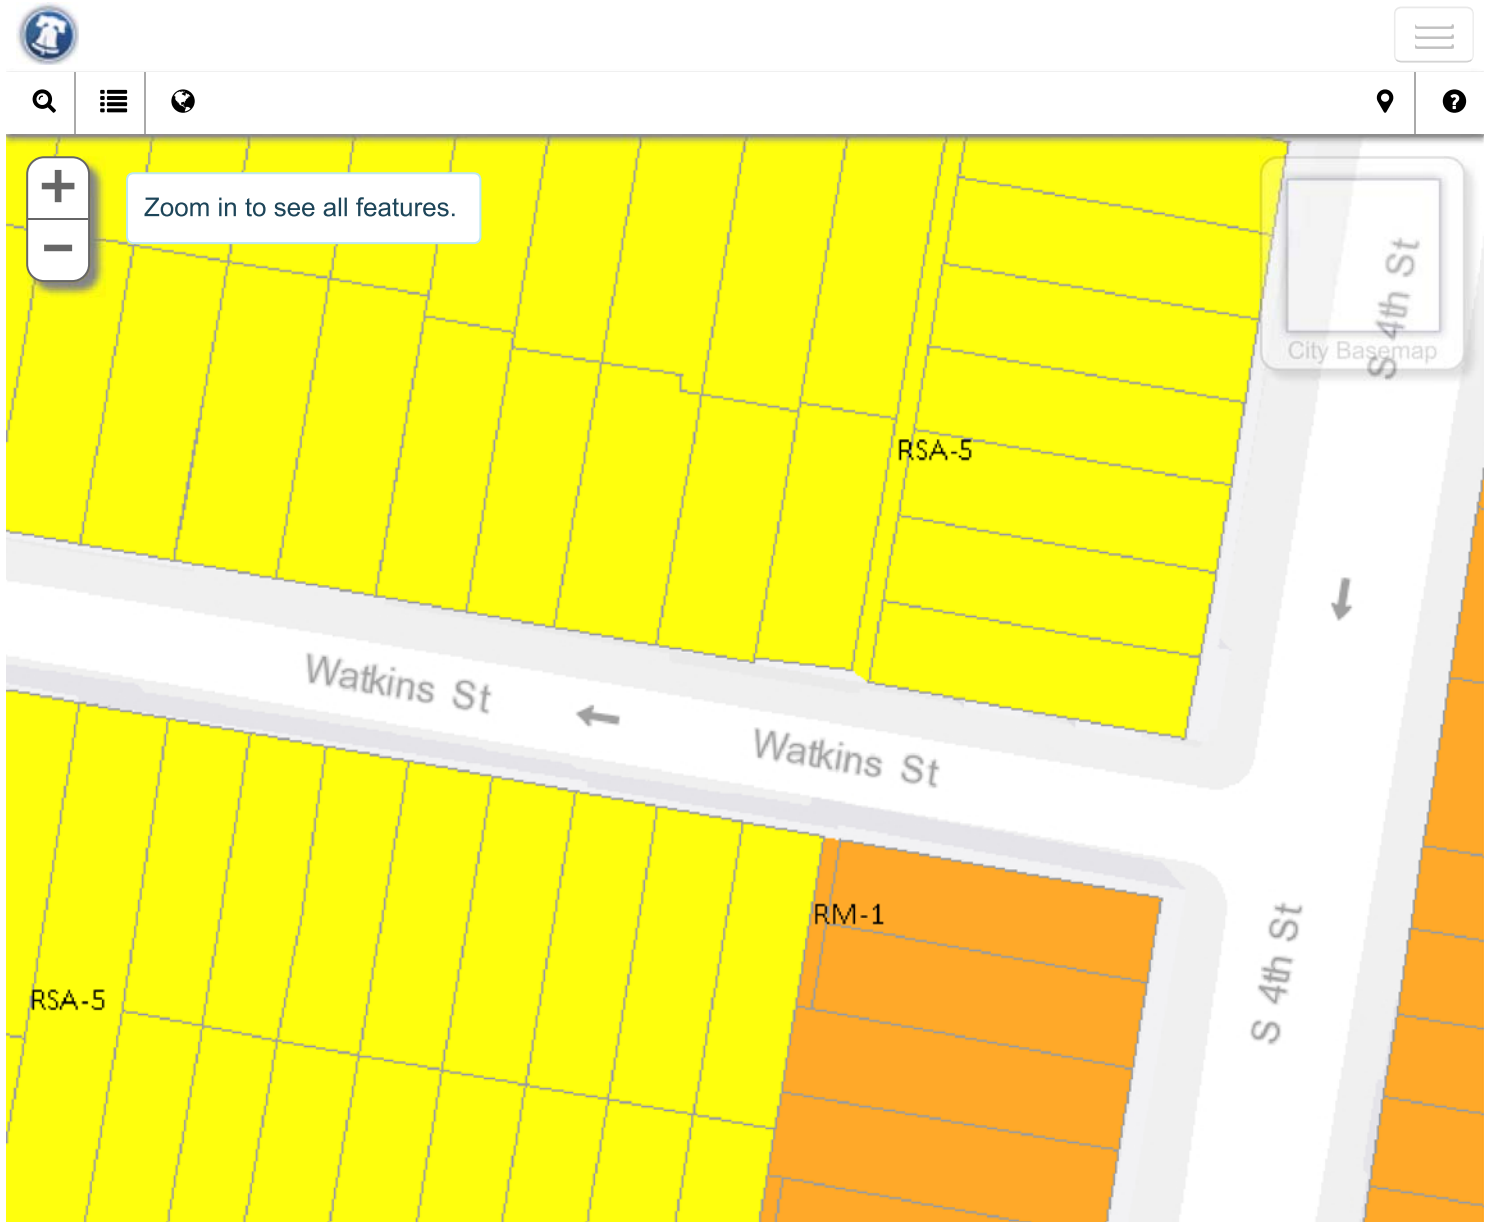 Zoom in to see all features.
S 4th St
City Basemap
RSA-5
Watkins St
Watkins St
RM-1
S 4th St
RSA-5